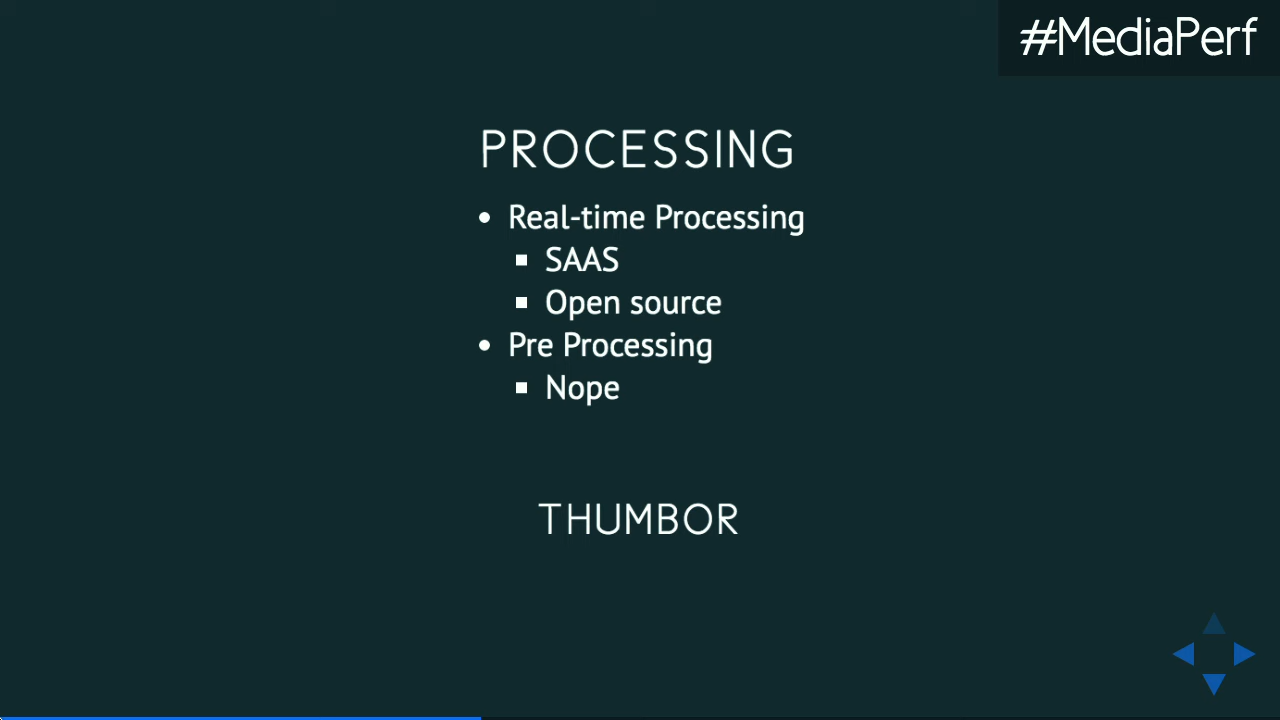 #MediaPerf
PROCESSING
Real-time Processing
SAAS
Open source
Pre Processing
Nope
THUMBOR